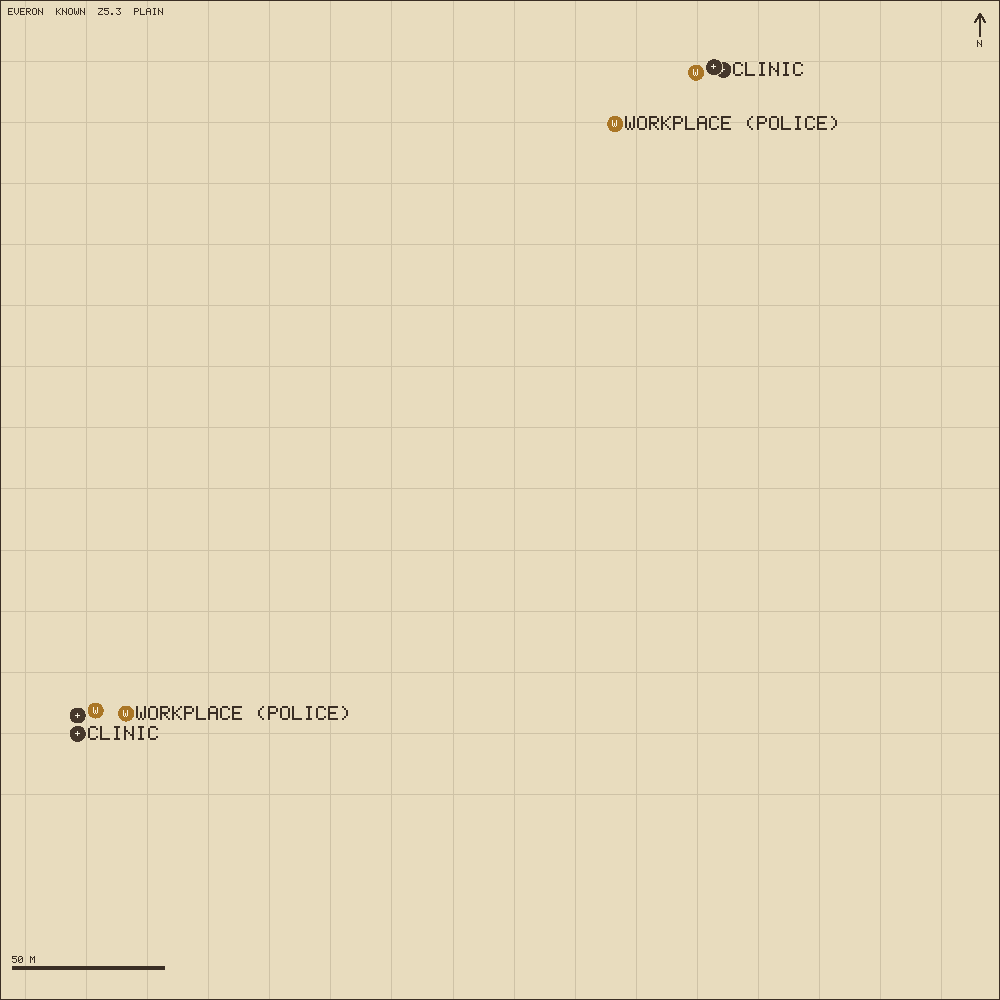 EVERON  KNOWN  Z5.3  PLAIN
N
W + CLINIC
W WORKPLACE (POLICE)
+ W W WORKPLACE (POLICE)
+ CLINIC
50 M